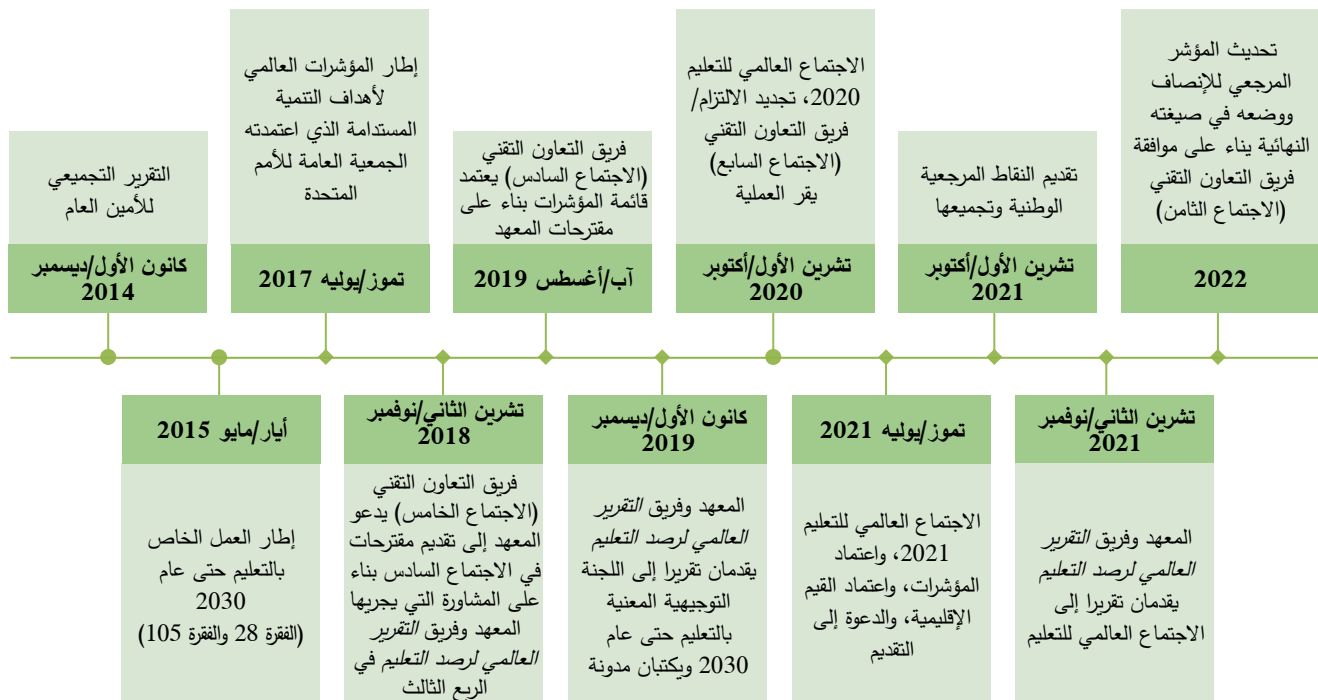 التقرير التجميعي
للأمين العام
كانون الأول/ديسمبر
2014
إطار المؤشرات العالمي
لأهداف التنمية
المستدامة الذي اعتمدته
الجمعية العامة للأمم
المتحدة
تموز/يوليه 2017
فريق التعاون التقني
(الاجتماع السادس) يعتمد
قائمة المؤشرات بناء على
مقترحات المعهد
آب/أغسطس 2019
الاجتماع العالمي للتعليم
2020، تجديد الالتزام/
فريق التعاون التقني
(الاجتماع السابع)
يقر العملية
تشرين الأول/أكتوبر
2020
تقديم النقاط المرجعية
الوطنية وتجميعها
تشرين الأول/أكتوبر
2021
تحديث المؤشر
المرجعي للإنصاف
ووضعه في صيغته
النهائية بناء على موافقة
فريق التعاون التقني
(الاجتماع الثامن)
2022
أيار/مايو 2015
إطار العمل الخاص
بالتعليم حتى عام
2030
(الفقرة 28 والفقرة 105)
تشرين الثاني/نوفمبر
2018
فريق التعاون التقني
(الاجتماع الخامس) يدعو
المعهد إلى تقديم مقترحات
في الاجتماع السادس بناء
على المشاورة التي يجريها
المعهد وفريق التقرير
العالمي لرصد التعليم في
الربع الثالث
كانون الأول/ديسمبر
2019
المعهد وفريق التقرير
العالمي لرصد التعليم
يقدمان تقريرا إلى اللجنة
التوجيهية المعنية
بالتعليم حتى عام
2030 ويكتبان مدونة
تموز/يوليه 2021
الاجتماع العالمي للتعليم
2021، واعتماد
المؤشرات، واعتماد القيم
الإقليمية، والدعوة إلى
التقديم
تشرين الثاني/نوفمبر
2021
المعهد وفريق التقرير
العالمي لرصد التعليم
يقدمان تقريرا إلى
الاجتماع العالمي للتعليم